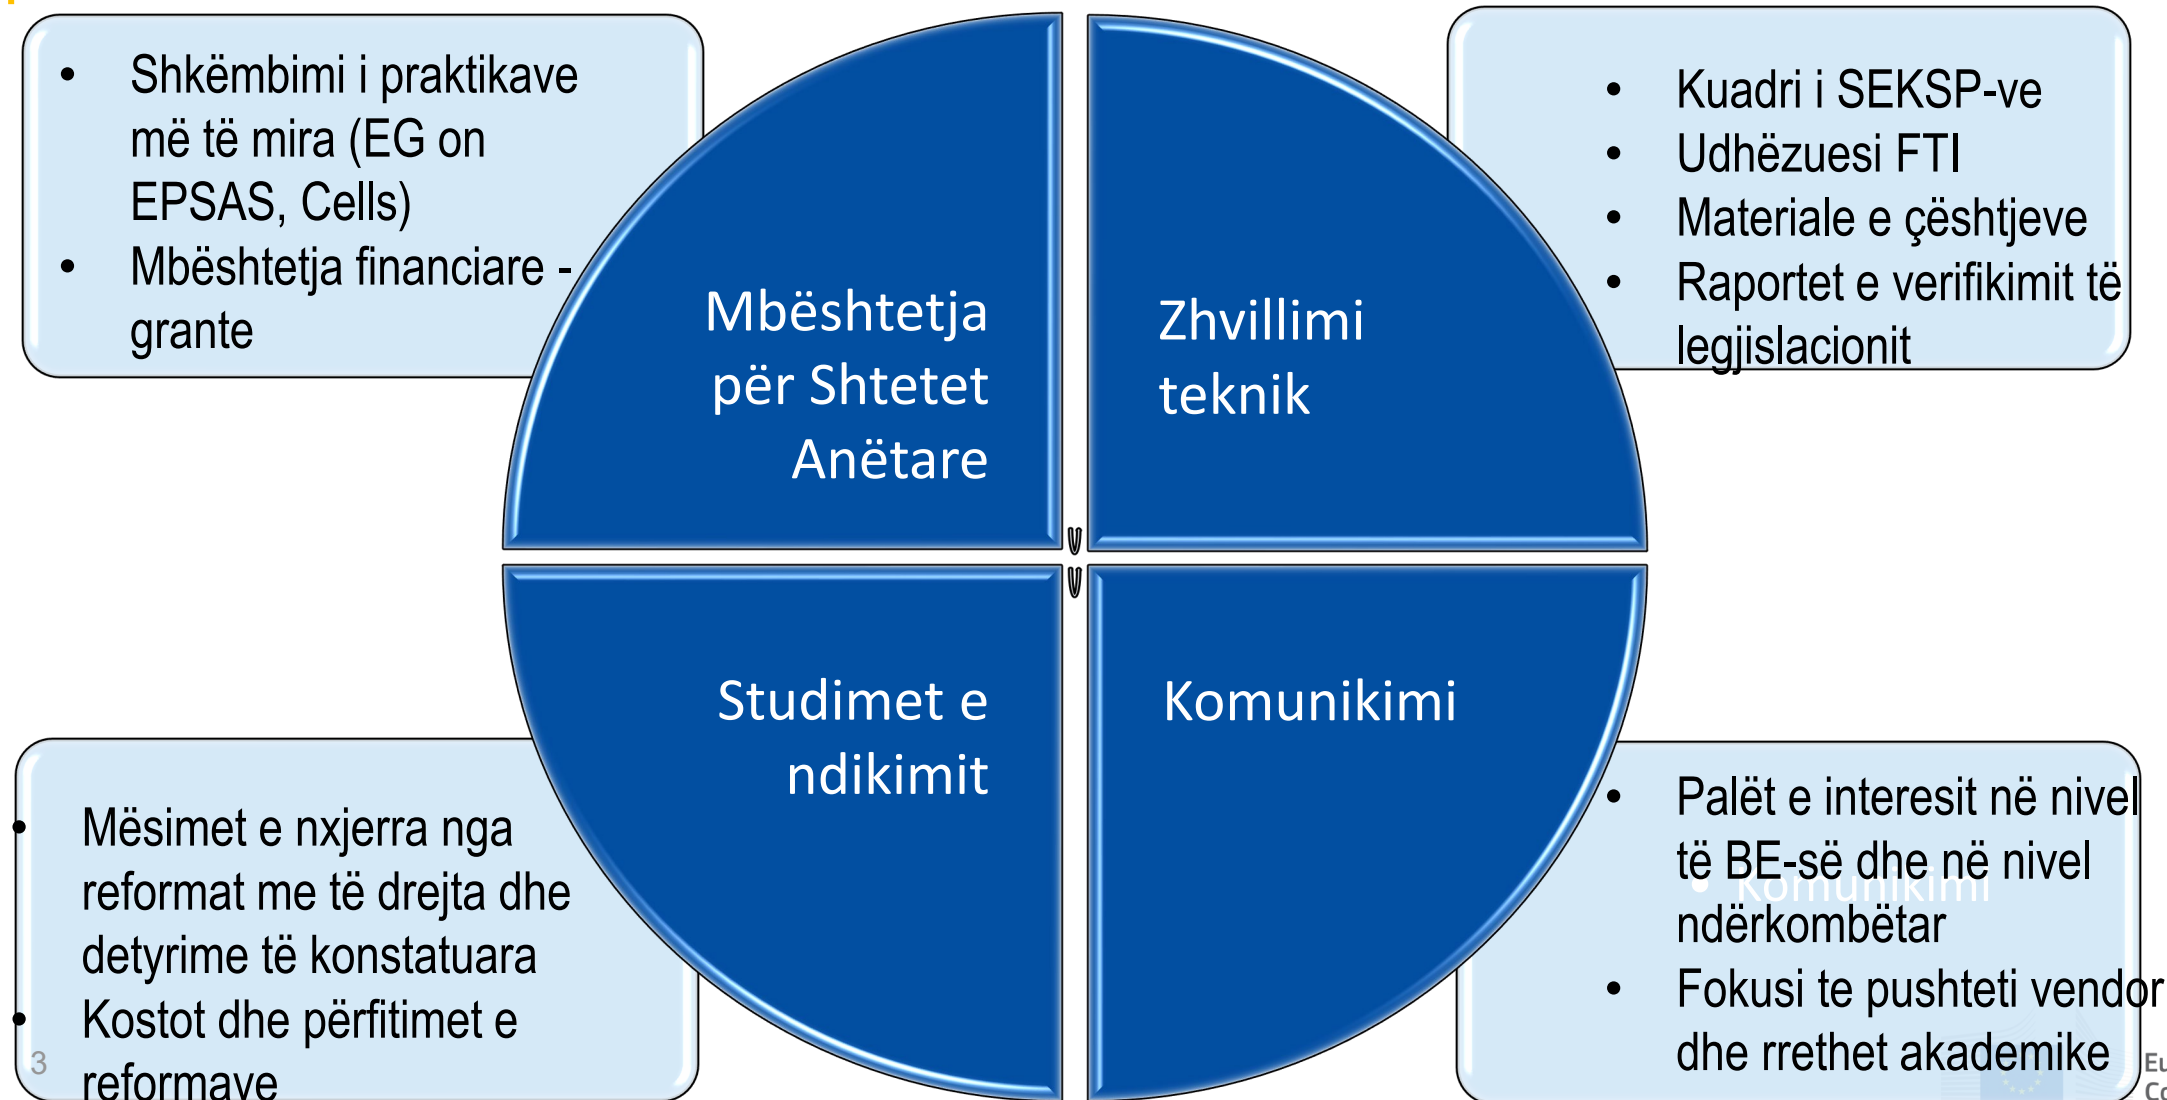 • Shkëmbimi i praktikave
më të mira (EG on
EPSAS, Cells)
• Mbështetja financiare -
grante
Mbështetja
për Shtetet
Anëtare
Zhvillimi
teknik
• Kuadri i SEKSP-ve
• Udhëzuesi FTI
• Materiale e çështjeve
• Raportet e verifikimit të
legjislacionit
Studimet e
ndikimit
Komunikimi
• Mësimet e nxjerra nga
reformat me të drejta dhe
detyrime të konstatuara
• Kostot dhe përfitimet e
reformave
• Palët e interesit në nivel
të BE-së dhe në nivel
ndërkombëtar
• Komunikimi
• Fokusi te pushteti vendor
dhe rrethet akademike
3